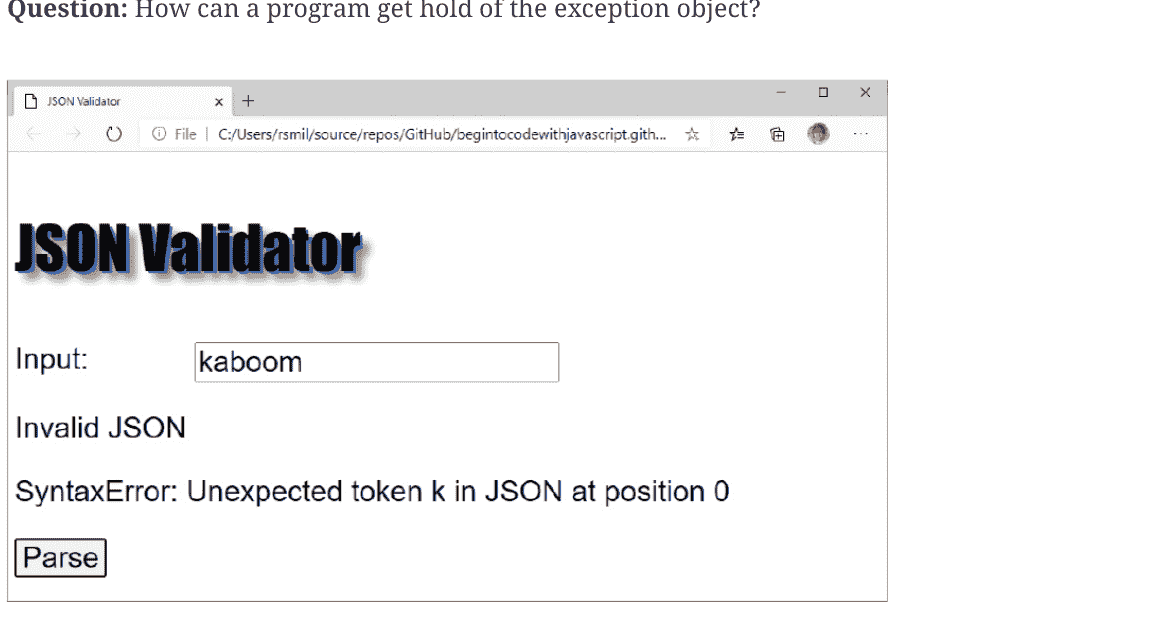 Question: How can a program get hold of the exception object?
JSON Validator
File | C:/Users/rsmil/source/repos/GitHub/begintocodewithjavascript.gith...
JSON Validator
Input: kaboom
Invalid JSON
SyntaxError: Unexpected token k in JSON at position 0
Parse